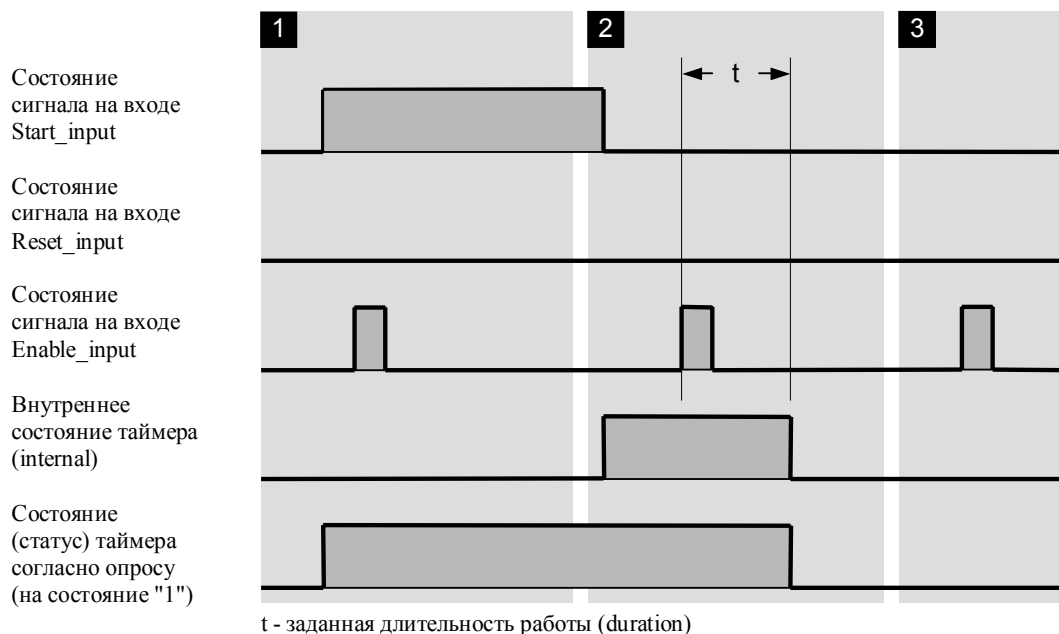 1 2 3
t
Состояние
сигнала на входе
Start_input
Состояние
сигнала на входе
Reset_input
Состояние
сигнала на входе
Enable_input
Внутреннее
состояние таймера
(internal)
Состояние
(статус) таймера
согласно опросу
(на состояние "1")
t - заданная длительность работы (duration)